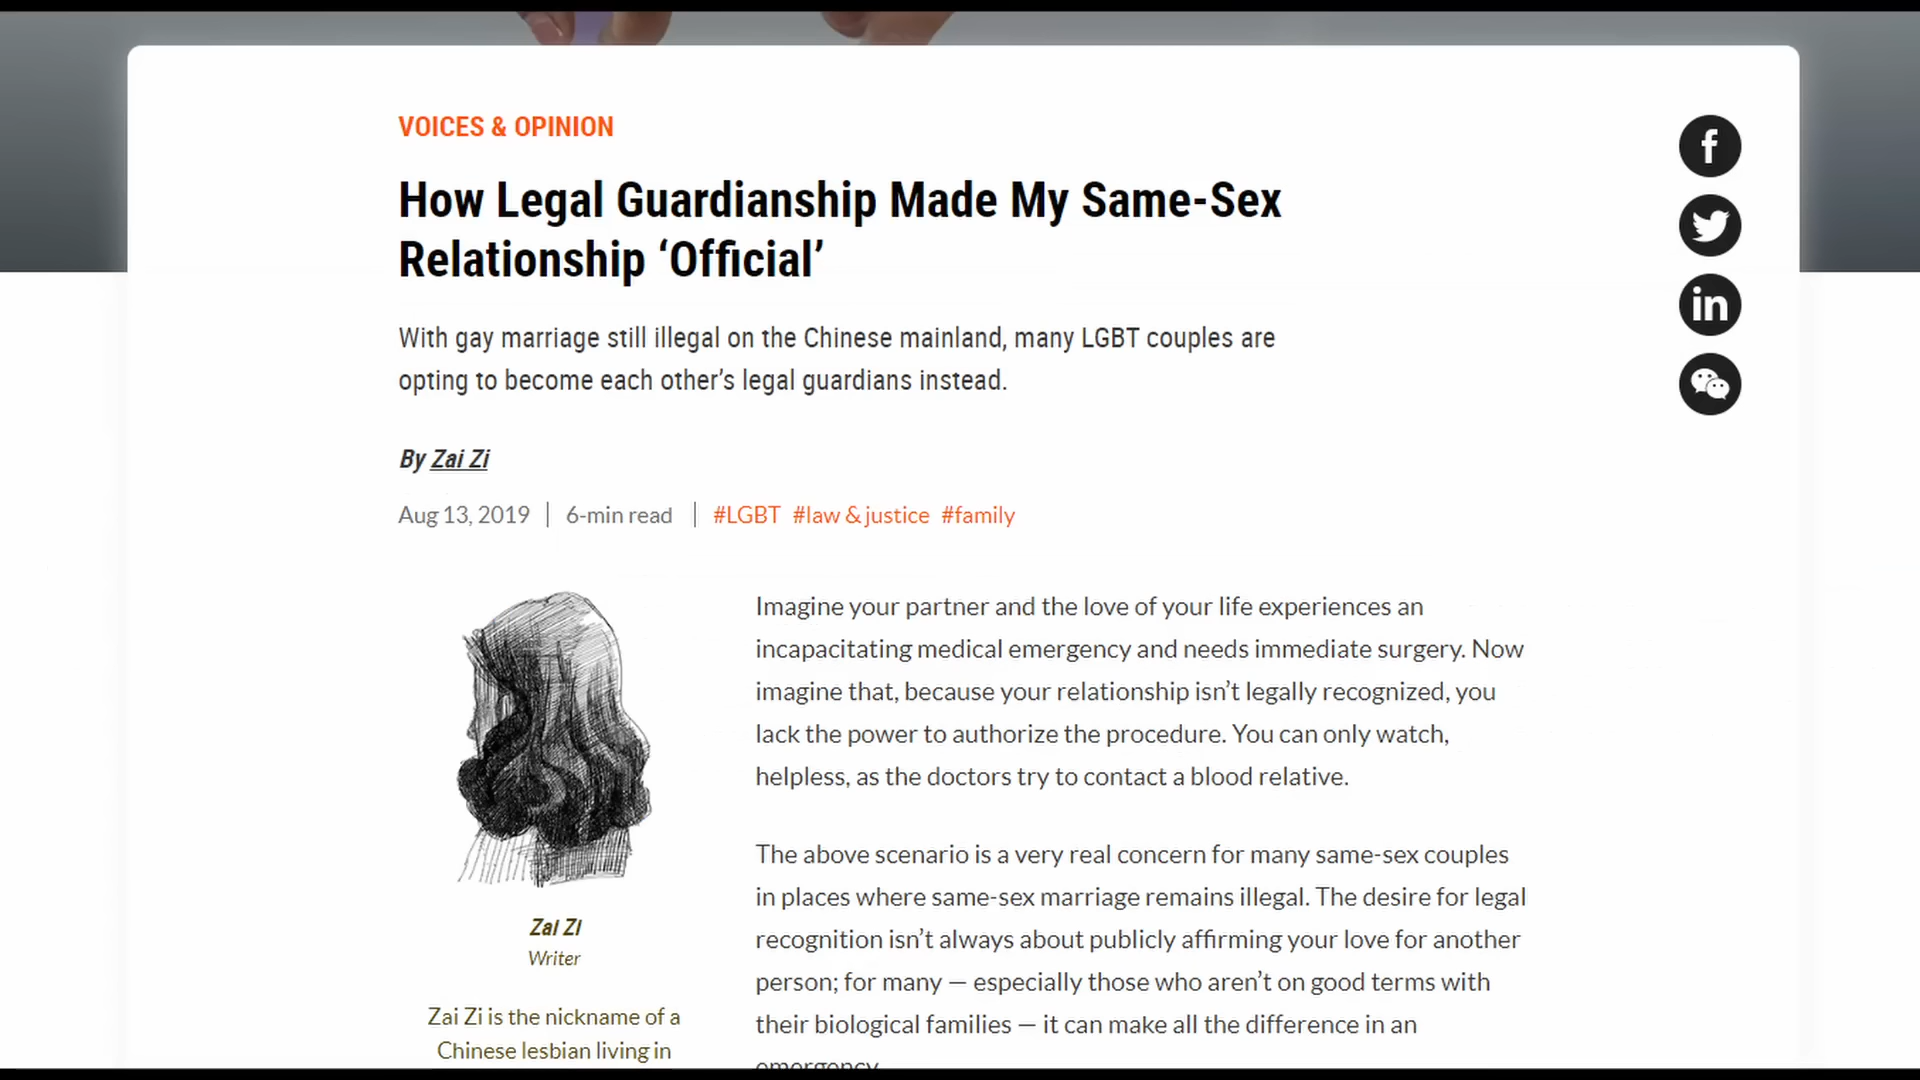 VOICES & OPINION
How Legal Guardianship Made My Same-Sex
Relationship ‘Official’
With gay marriage still illegal on the Chinese mainland, many LGBT couples are
opting to become each other’s legal guardians instead.
By Zai Zi
Aug 13, 2019 | 6-min read | #LGBT #law & justice #family
Zai Zi
Writer
Zai Zi is the nickname of a
Chinese lesbian living in
Imagine your partner and the love of your life experiences an
incapacitating medical emergency and needs immediate surgery. Now
imagine that, because your relationship isn’t legally recognized, you
lack the power to authorize the procedure. You can only watch,
helpless, as the doctors try to contact a blood relative.
The above scenario is a very real concern for many same-sex couples
in places where same-sex marriage remains illegal. The desire for legal
recognition isn’t always about publicly affirming your love for another
person; for many — especially those who aren’t on good terms with
their biological families — it can make all the difference in an
emergency.